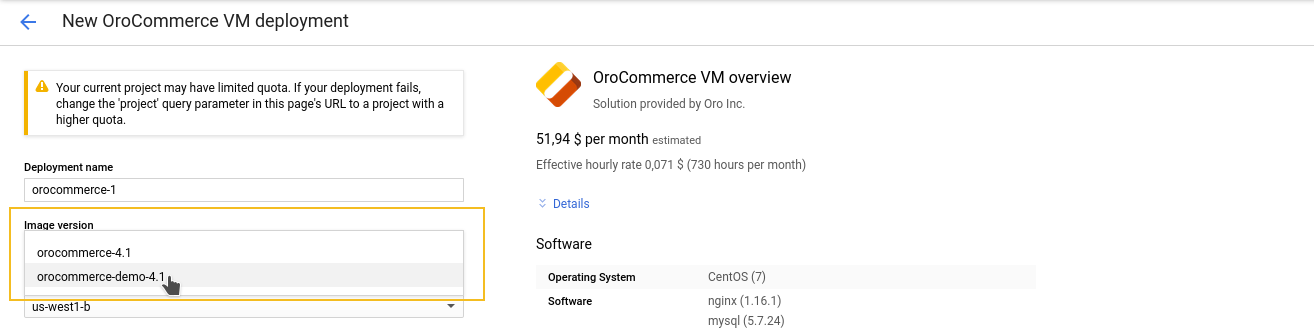 New OroCommerce VM deployment
Your current project may have limited quota. If your deployment fails,
change the 'project' query parameter in this page's URL to a project with a
higher quota.
Deployment name
orocommerce-1
Image version
orocommerce-4.1
orocommerce-demo-4.1
us-west1-b
OroCommerce VM overview
Solution provided by Oro Inc.
51,94 $ per month estimated
Effective hourly rate 0,071 $ (730 hours per month)
Details
Software
Operating System CentOS (7)
Software nginx (1.16.1)
mysql (5.7.24)